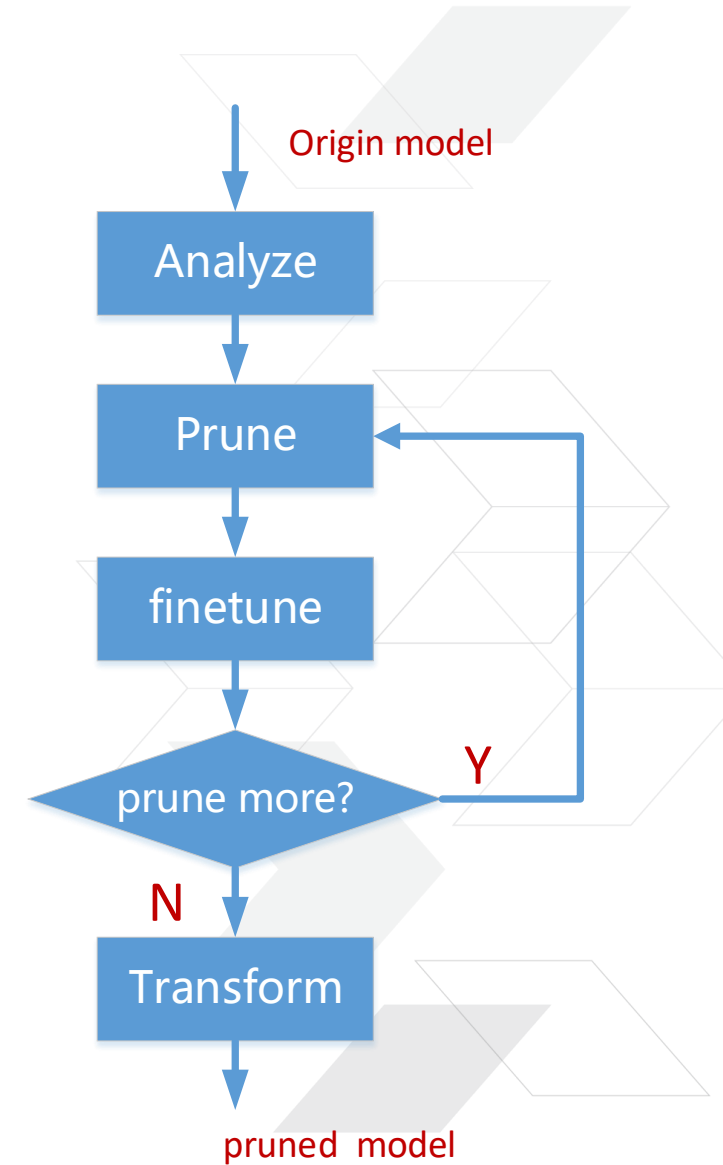 Origin model
Analyze
Prune
finetune
prune more?
Y
N
Transform
pruned model